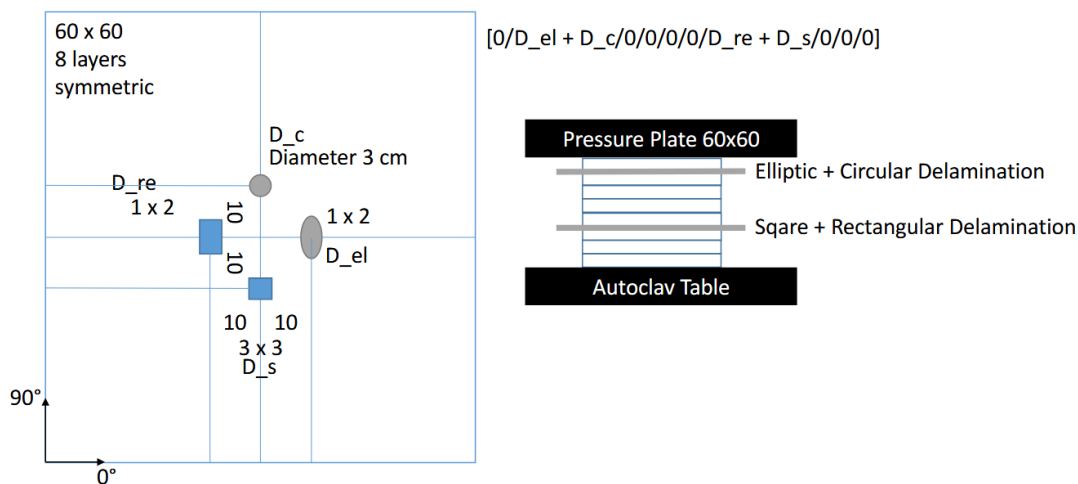 60 x 60
8 layers
symmetric
[0/D_el + D_c/0/0/0/0/D_re + D_s/0/0/0]
D_c
Diameter 3 cm
D_re
1 x 2
10
10
1 x 2
D_el
10 10
3 x 3
D_s
90°
0°
Pressure Plate 60x60
Elliptic + Circular Delamination
Sqare + Rectangular Delamination
Autoclav Table